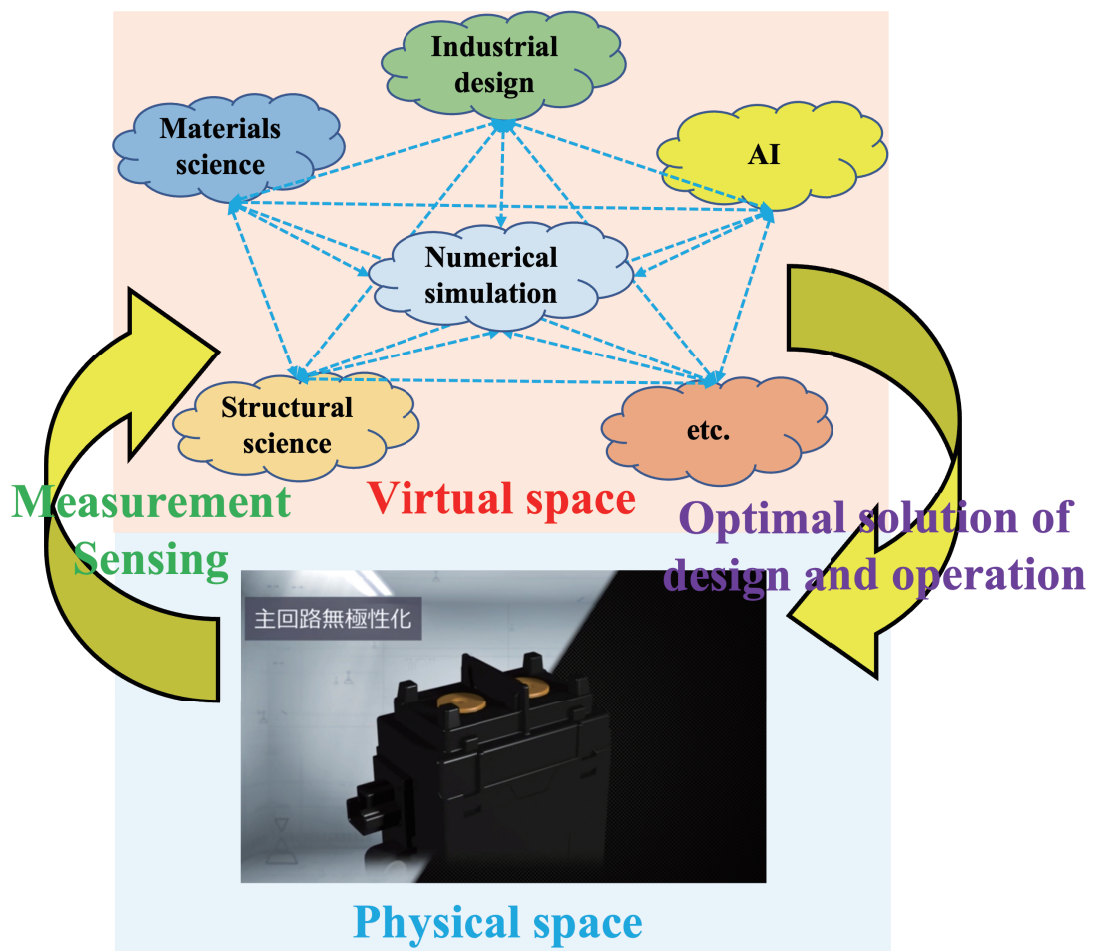 Industrial
design
Materials
science
AI
Numerical
simulation
Structural
science
etc.
Measurement
Sensing
Virtual space
Optimal solution of
design and operation
主回路無極性化
Physical space